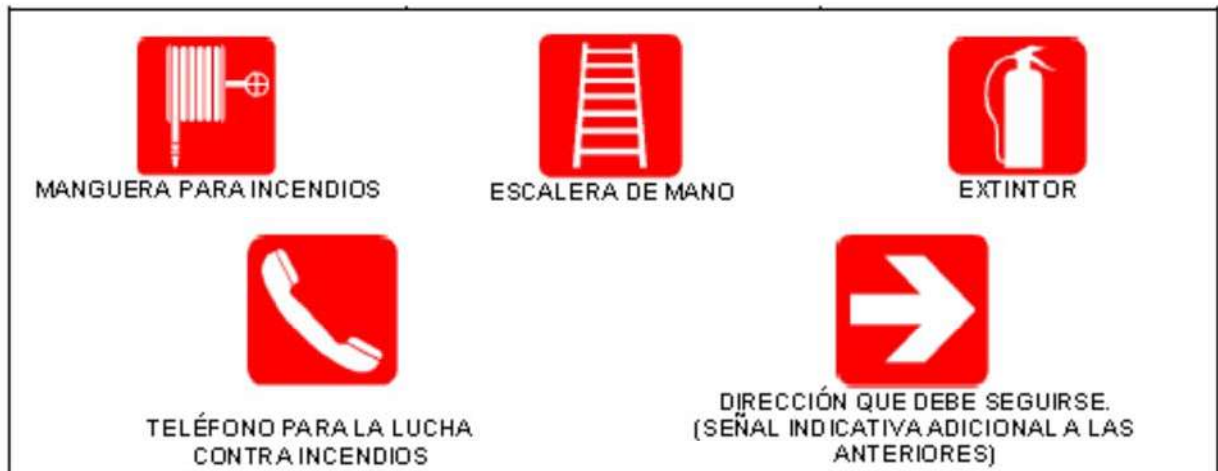 MANGUERA PARA INCENDIOS
ESCALERA DE MANO
EXTINTOR
TELÉFONO PARA LA LUCHA
CONTRA INCENDIOS
DIRECCIÓN QUE DEBE SEGUIRSE.
(SEÑAL INDICATIVA ADICIONAL A LAS
ANTERIORES)